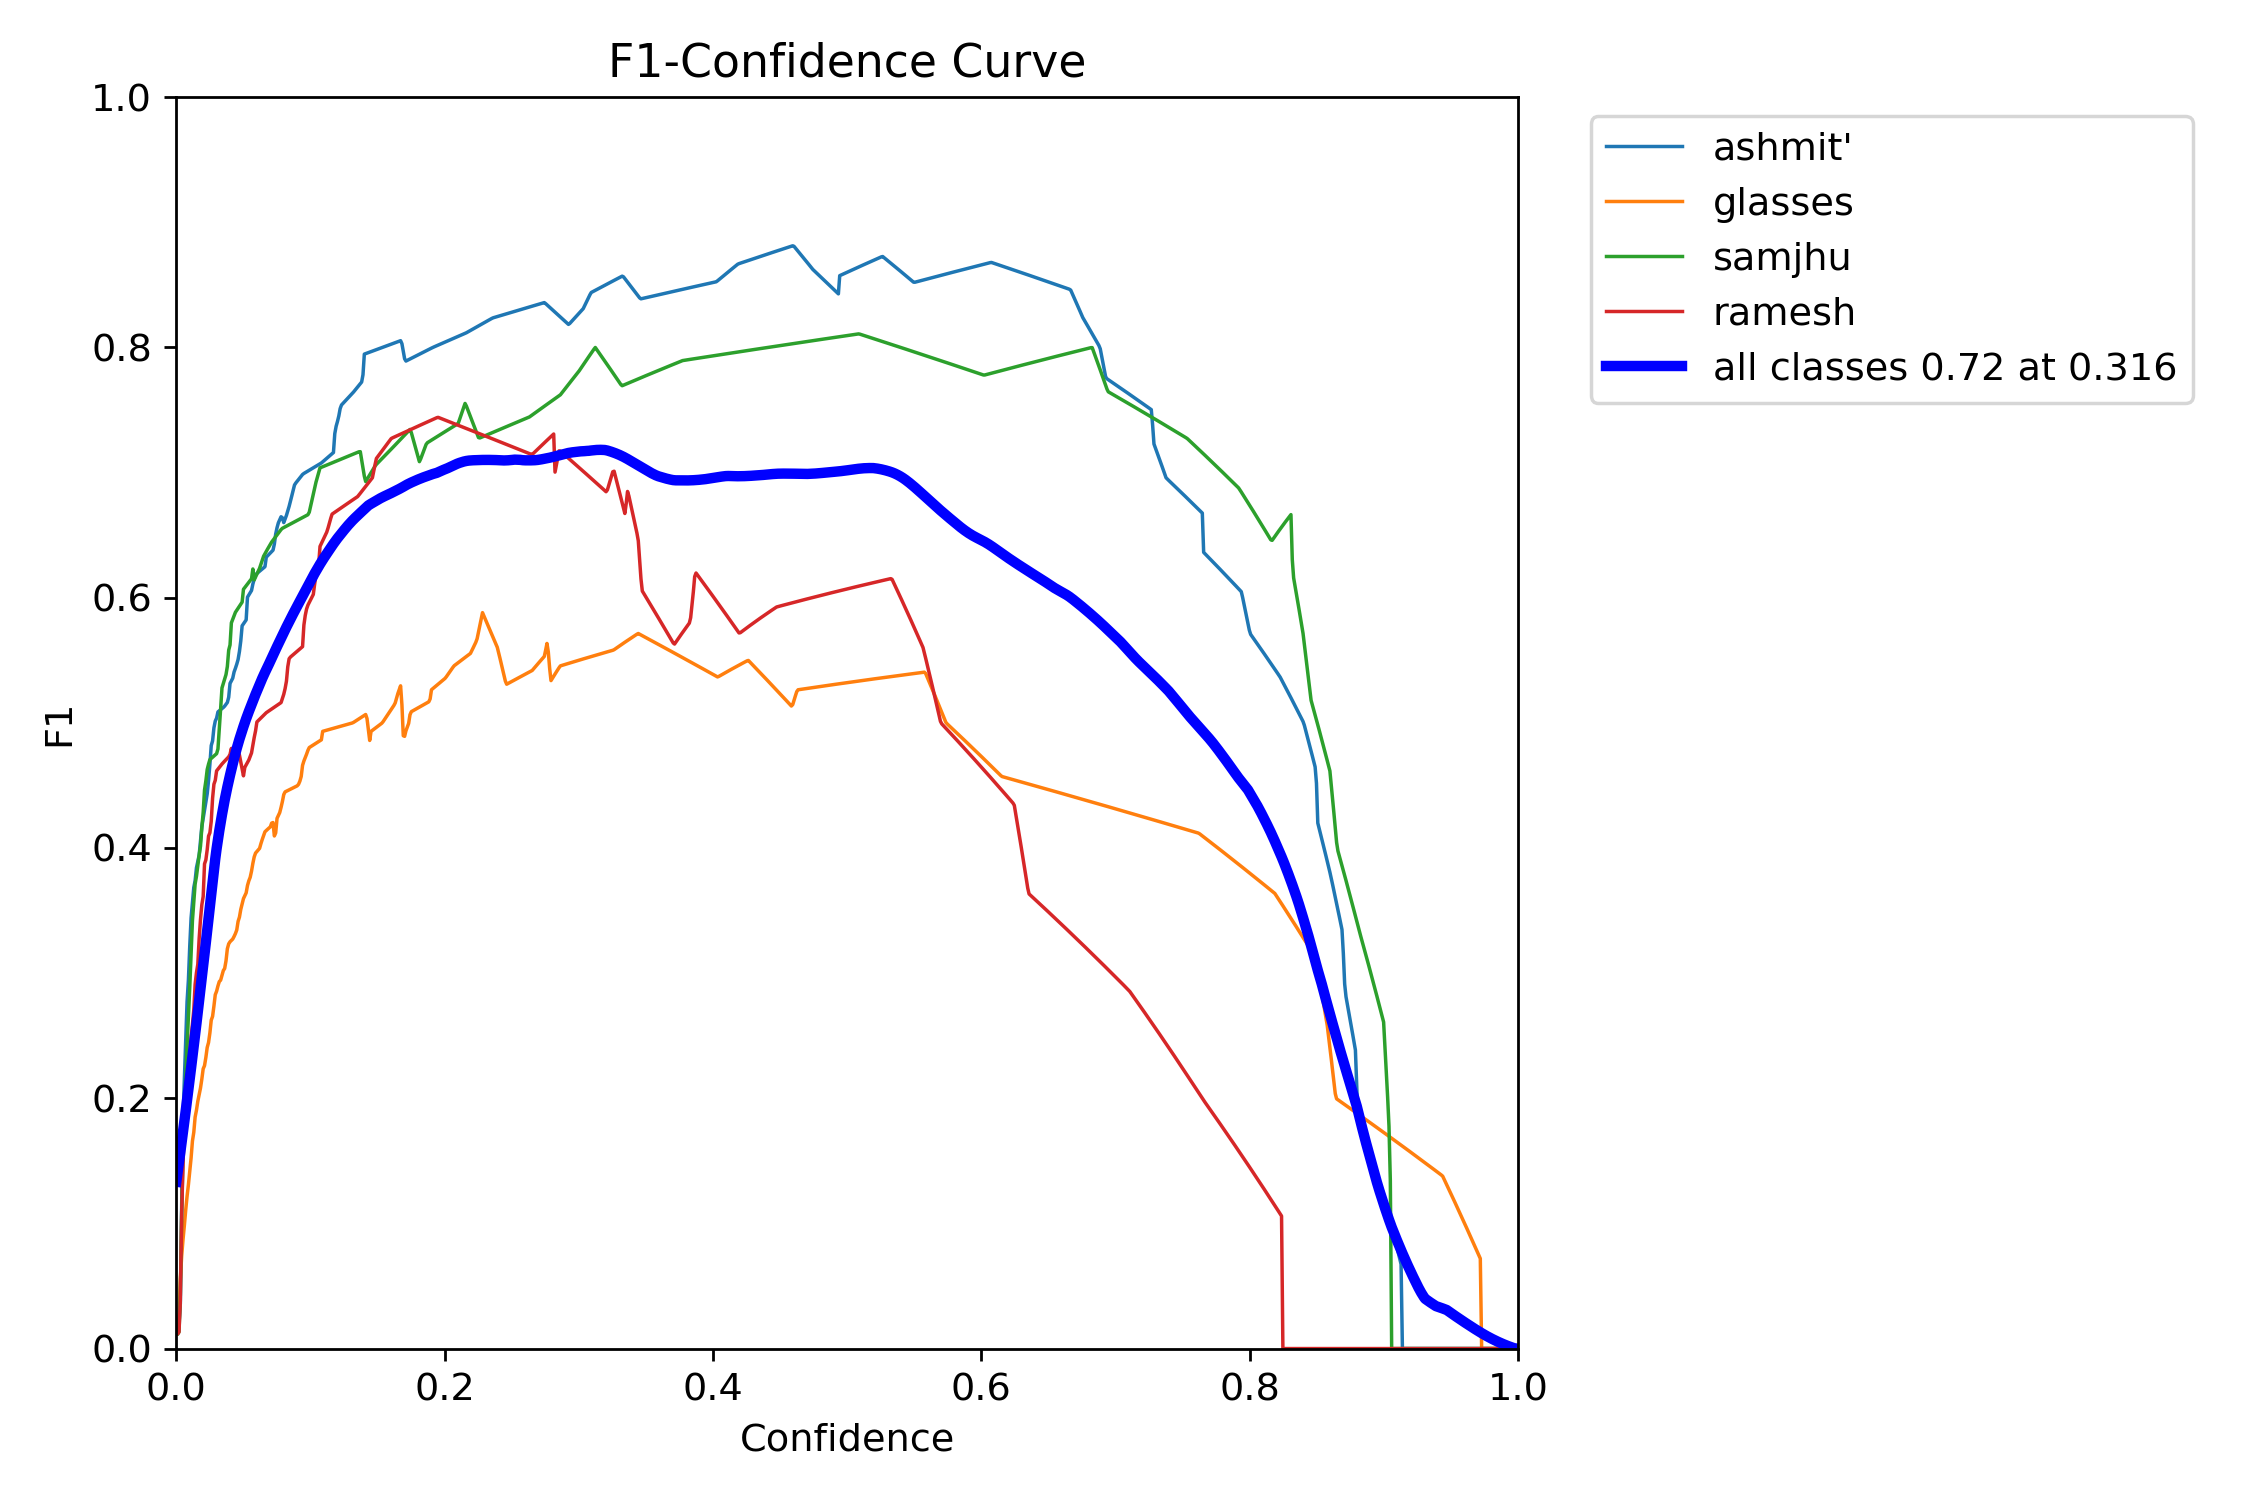 F1-Confidence Curve
1.0
0.8
0.6
0.4
0.2
0.0
F1
0.0 0.2 0.4 0.6 0.8 1.0
Confidence
ashmit'
glasses
samjhu
ramesh
all classes 0.72 at 0.316